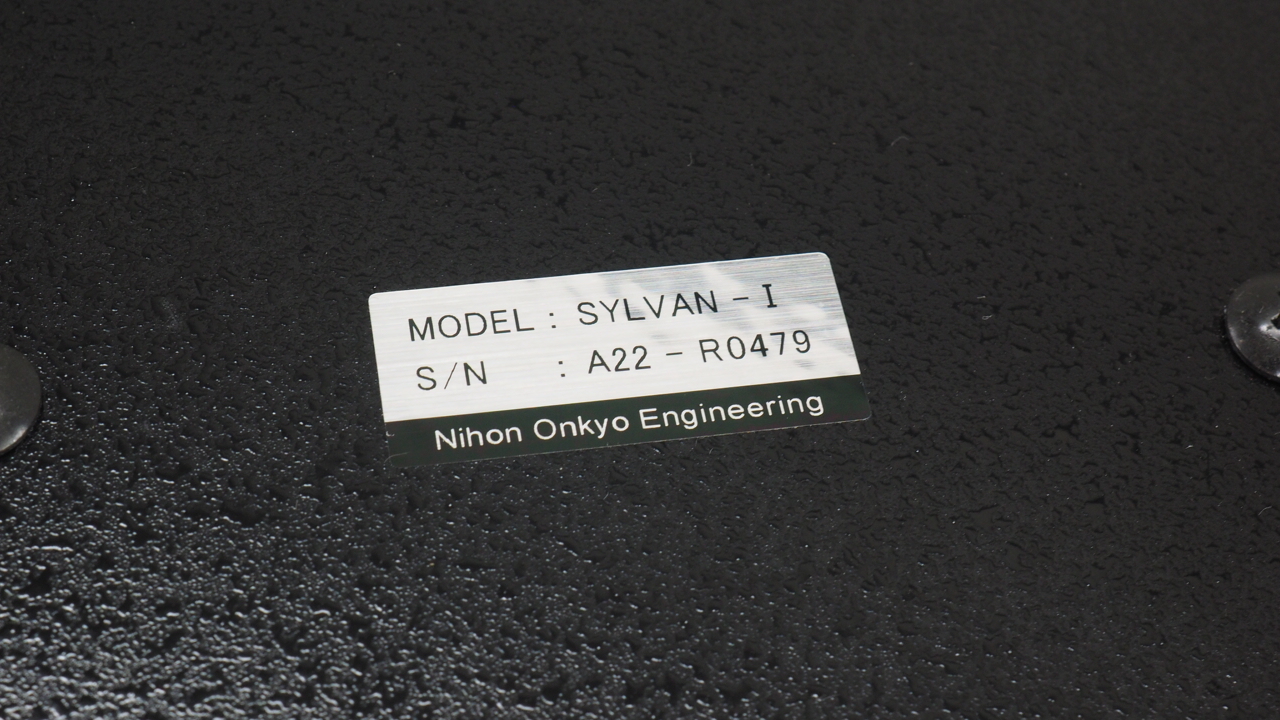 MODEL : SYLVAN - I
S/N : A22 - R0479
Nihon Onkyo Engineering